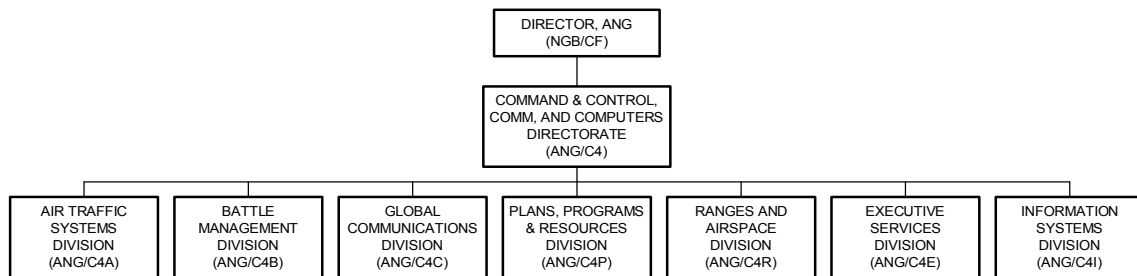 DIRECTOR, ANG
(NGB/CF)
COMMAND & CONTROL,
COMM, AND COMPUTERS
DIRECTORATE
(ANG/C4)
AIR TRAFFIC
SYSTEMS
DIVISION
(ANG/C4A)
BATTLE
MANAGEMENT
DIVISION
(ANG/C4B)
GLOBAL
COMMUNICATIONS
DIVISION
(ANG/C4C)
PLANS, PROGRAMS
& RESOURCES
DIVISION
(ANG/C4P)
RANGES AND
AIRSPACE
DIVISION
(ANG/C4R)
EXECUTIVE
SERVICES
DIVISION
(ANG/C4E)
INFORMATION
SYSTEMS
DIVISION
(ANG/C4I)